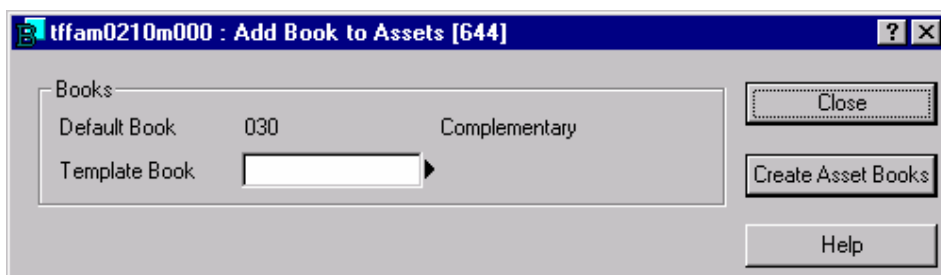 tffam0210m000 : Add Book to Assets [644]
Books
Default Book 030 Complementary
Template Book
Close
Create Asset Books
Help